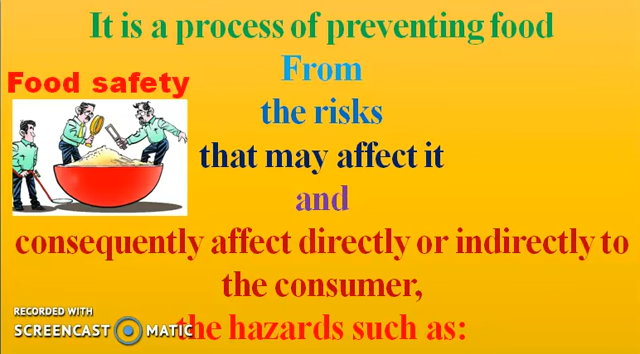 It is a process of preventing food
From
Food safety
the risks
that may affect it
and
consequently affect directly or indirectly to
the consumer,
the hazards such as:
RECORDED WITH
SCREENCAST MATIC